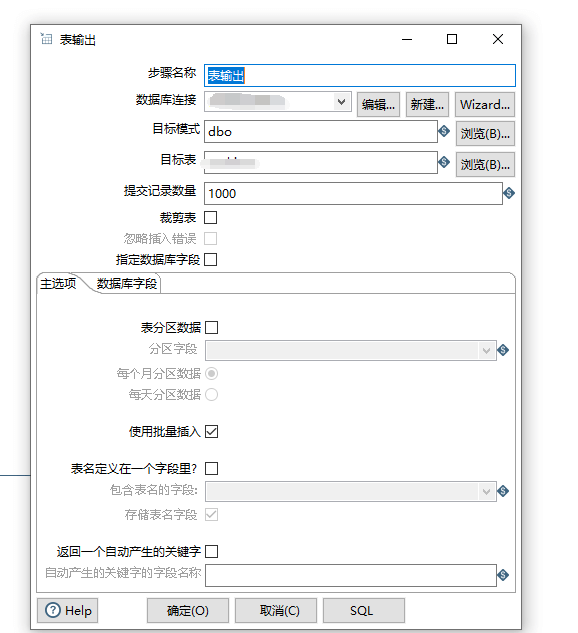 表输出
步骤名称 表输出
数据库连接 编辑... 新建... Wizard...
目标模式 dbo 浏览(B)...
目标表 浏览(B)...
提交记录数量 1000
裁剪表
忽略插入错误
指定数据库字段
主选项 数据库字段
表分区数据
分区字段
每个月分区数据
每天分区数据
使用批量插入
表名定义在一个字段里?
包含表名的字段:
存储表名字段
返回一个自动产生的关键字
自动产生的关键字的字段名称
Help 确定(O) 取消(C) SQL